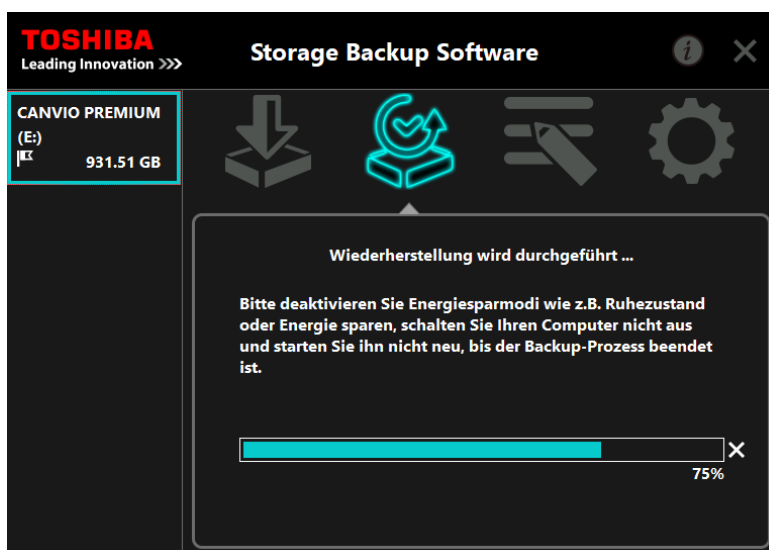 TOSHIBA
Leading Innovation >>>
Storage Backup Software
i
CANVIO PREMIUM
(E:)
931.51 GB
Wiederherstellung wird durchgeführt ...
Bitte deaktivieren Sie Energiesparmodi wie z.B. Ruhezustand
oder Energie sparen, schalten Sie Ihren Computer nicht aus
und starten Sie ihn nicht neu, bis der Backup-Prozess beendet
ist.
75%